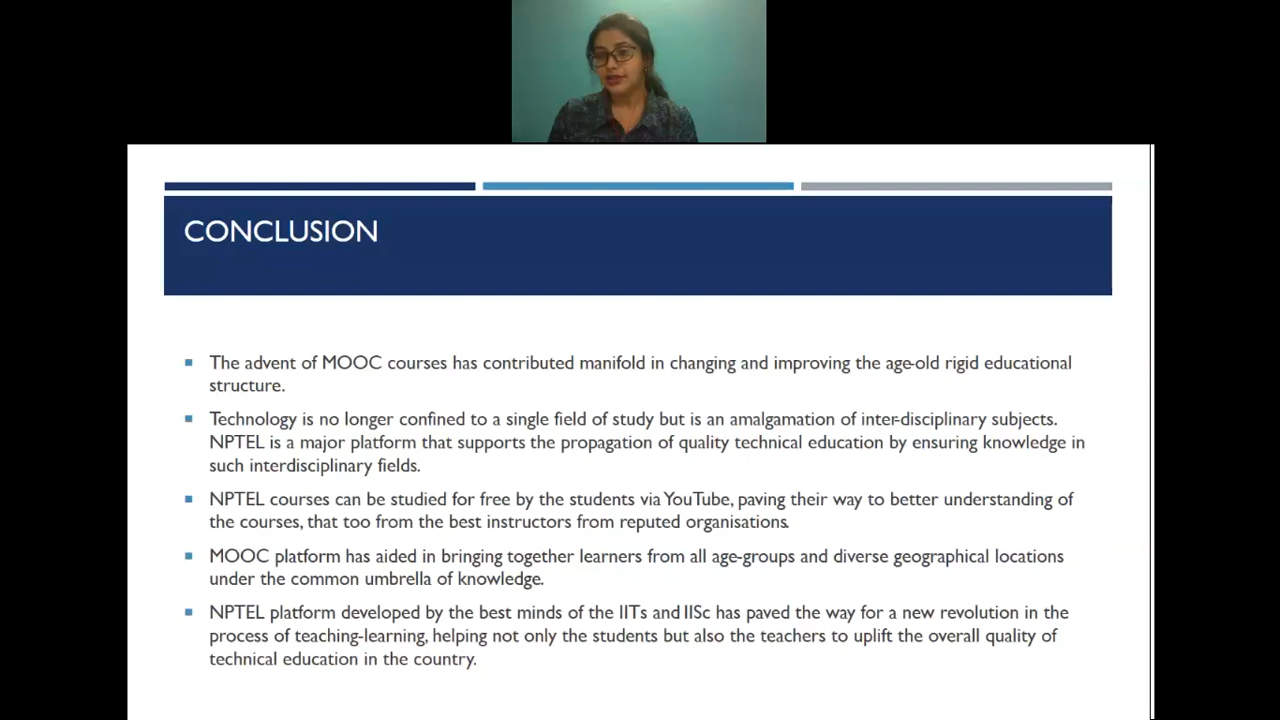 CONCLUSION
The advent of MOOC courses has contributed manifold in changing and improving the age-old rigid educational
structure.
Technology is no longer confined to a single field of study but is an amalgamation of inter-disciplinary subjects.
NPTEL is a major platform that supports the propagation of quality technical education by ensuring knowledge in
such interdisciplinary fields.
NPTEL courses can be studied for free by the students via YouTube, paving their way to better understanding of
the courses, that too from the best instructors from reputed organisations.
MOOC platform has aided in bringing together learners from all age-groups and diverse geographical locations
under the common umbrella of knowledge.
NPTEL platform developed by the best minds of the IITs and IISc has paved the way for a new revolution in the
process of teaching-learning, helping not only the students but also the teachers to uplift the overall quality of
technical education in the country.